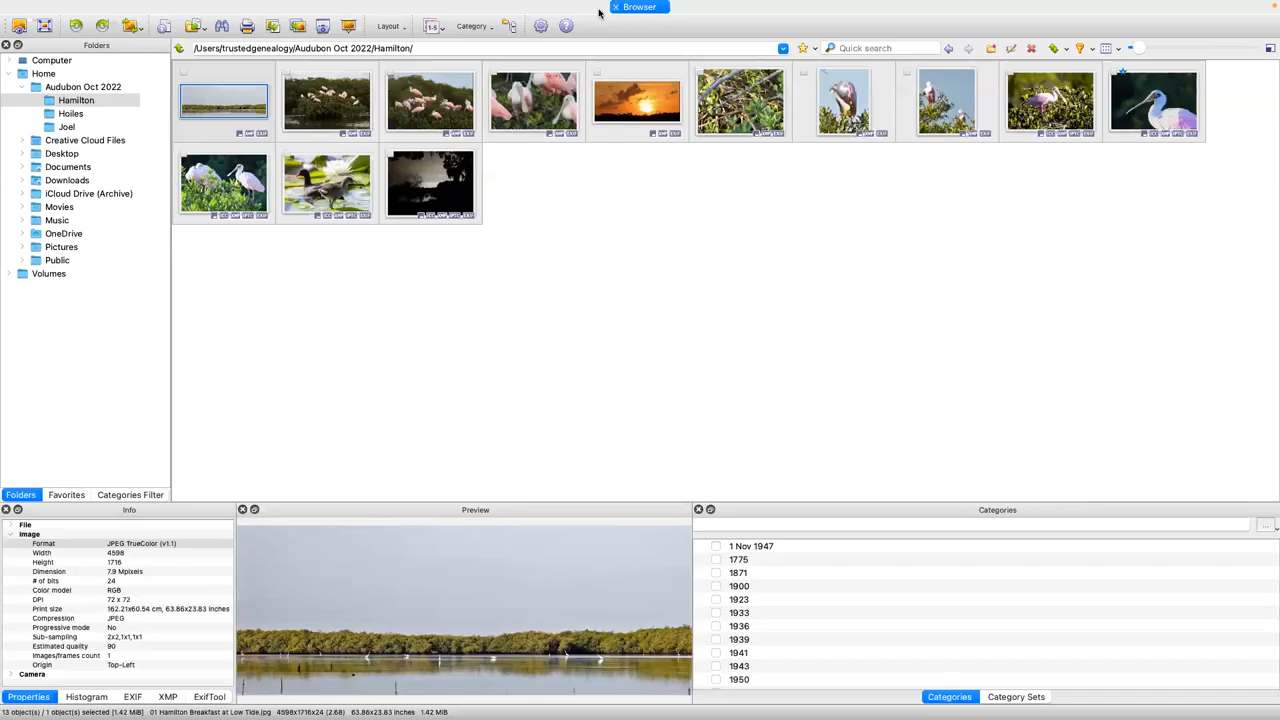 Browser
Layout
1-5
Category
Folders
/Users/trustedgenealogy/Audubon Oct 2022/Hamilton/
Quick search
Computer
Home
Audubon Oct 2022
Hamilton
Hoiles
Joel
Creative Cloud Files
Desktop
Documents
Downloads
iCloud Drive (Archive)
Movies
Music
OneDrive
Pictures
Public
Volumes
Folders Favorites Categories Filter
Info
File
Image
Format JPEG TrueColor (v1.1)
Width 4598
Height 1716
Dimension 7.9 Mpixels
# of bits 24
Color model RGB
DPI 72 x 72
Print size 162.21x60.54 cm, 63.86x23.83 inches
Compression JPEG
Progressive mode No
Sub-sampling 2x2,1x1,1x1
Estimated quality 90
Images/frames count 1
Origin Top-Left
Camera
Properties Histogram EXIF XMP ExifTool
Preview
Categories
...
1 Nov 1947
1775
1871
1900
1923
1933
1936
1939
1941
1943
1950
Categories Category Sets
13 object(s) / 1 object(s) selected [1.42 MiB] 01 Hamilton Breakfast at Low Tide.jpg 4598x1716x24 (2.68) 63.86x23.83 inches 1.42 MiB